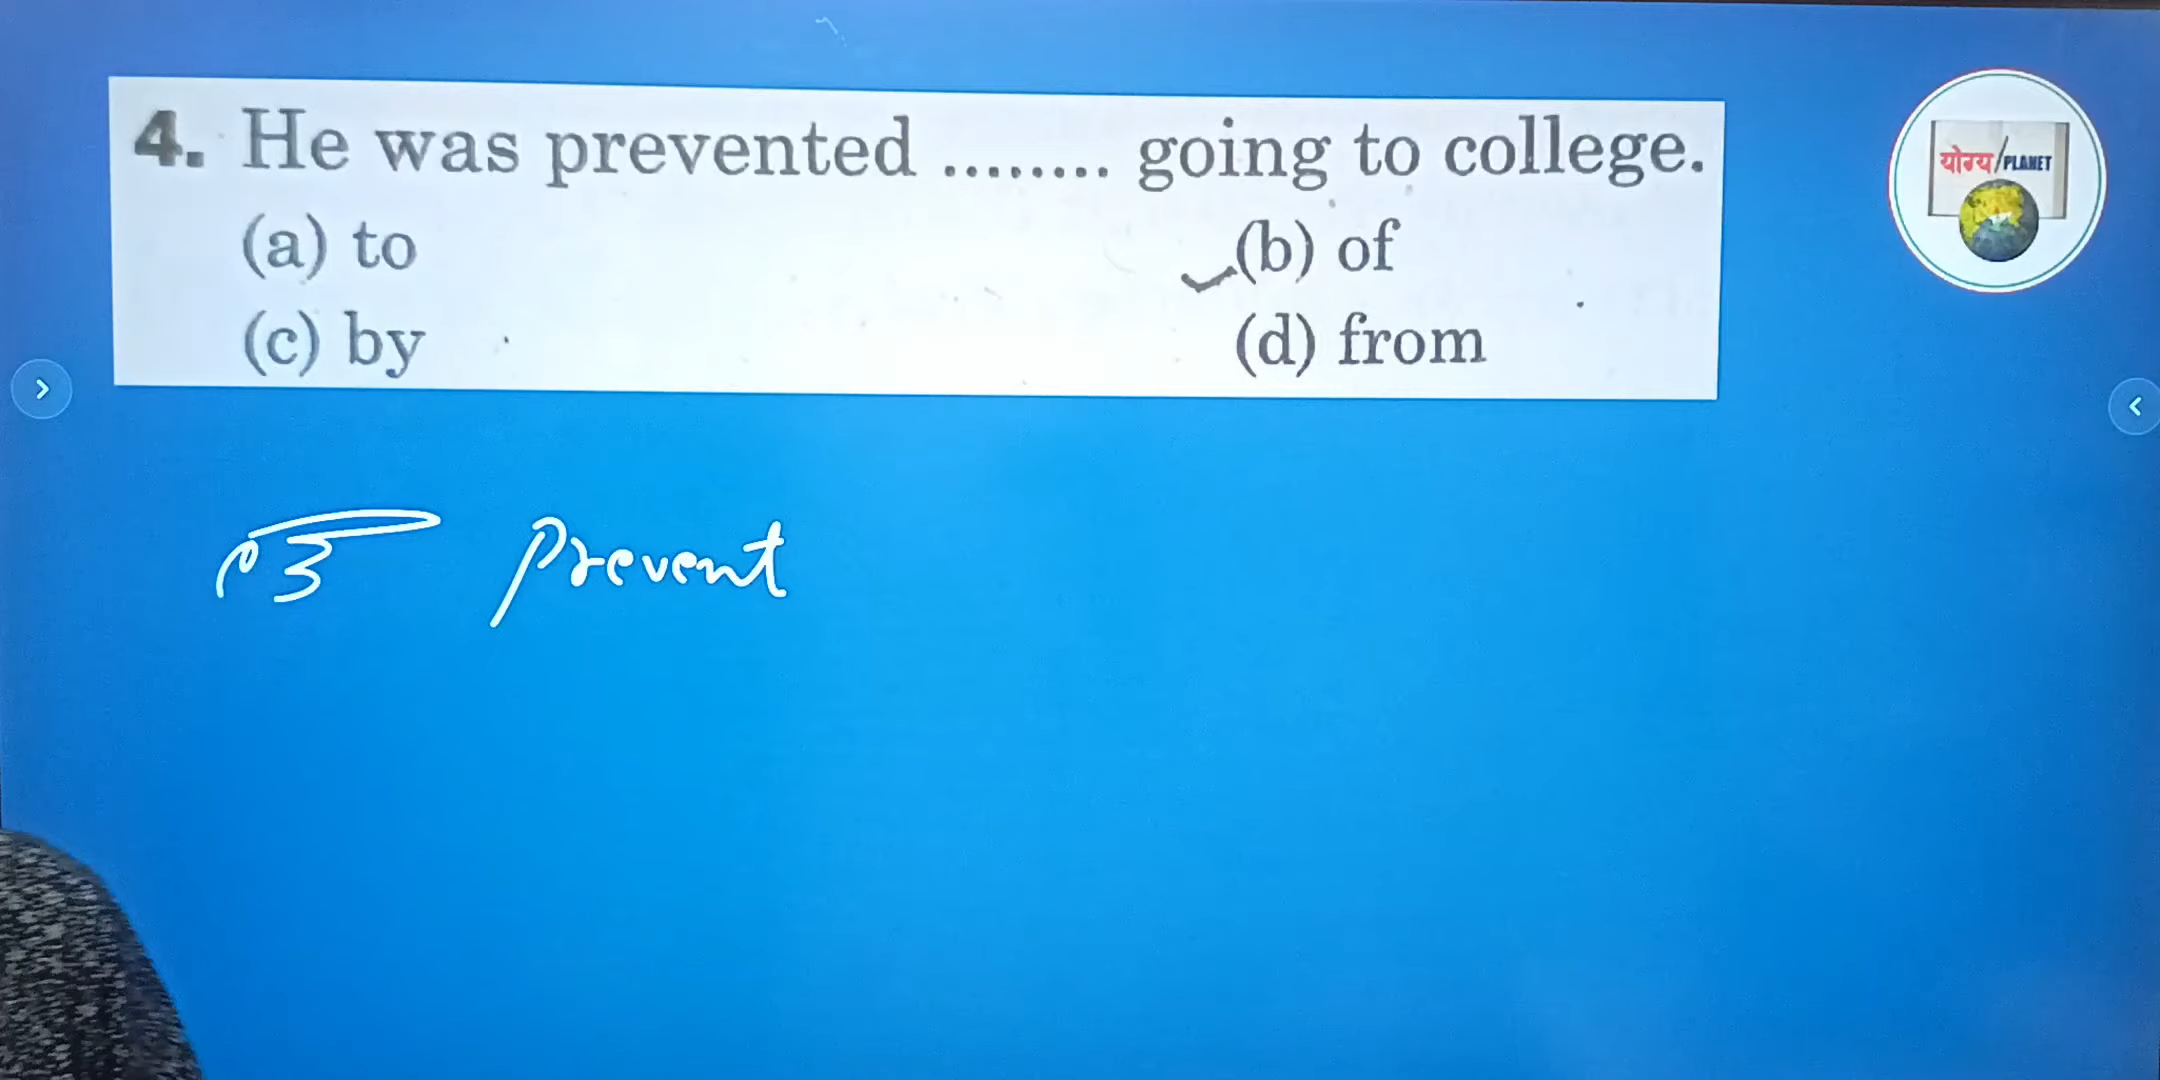 4. He was prevented ........ going to college.
(a) to
(b) of
(c) by
(d) from
योग्य/PLANET
Prevent